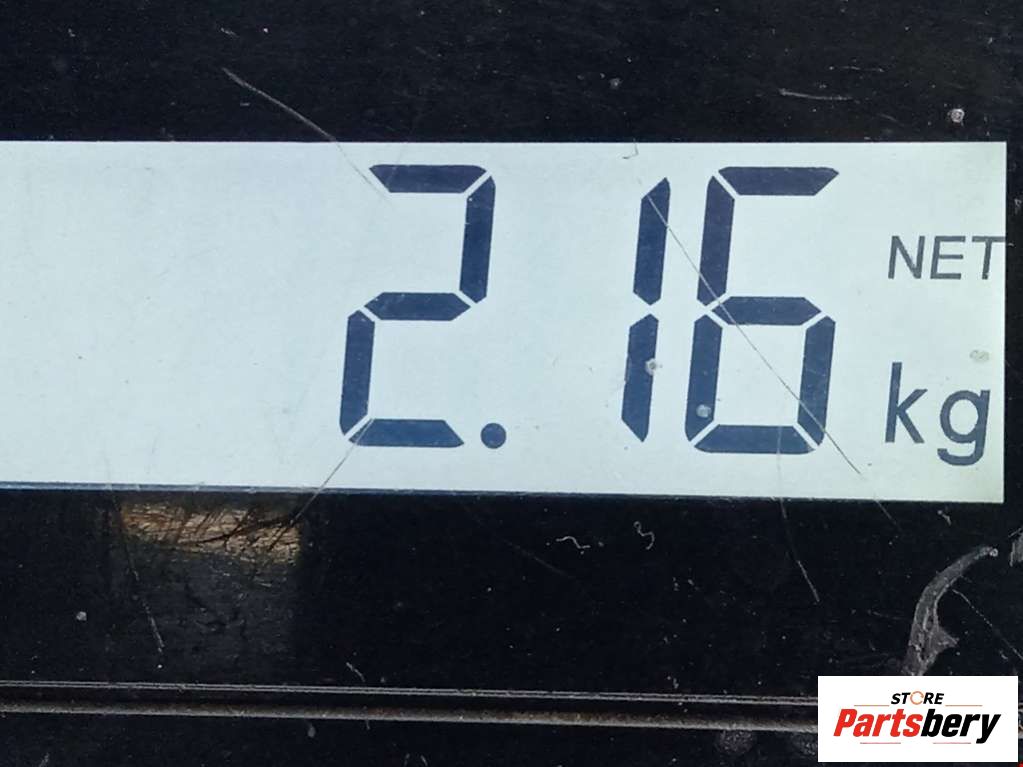 2.16
NET
kg
STORE
Partsbery